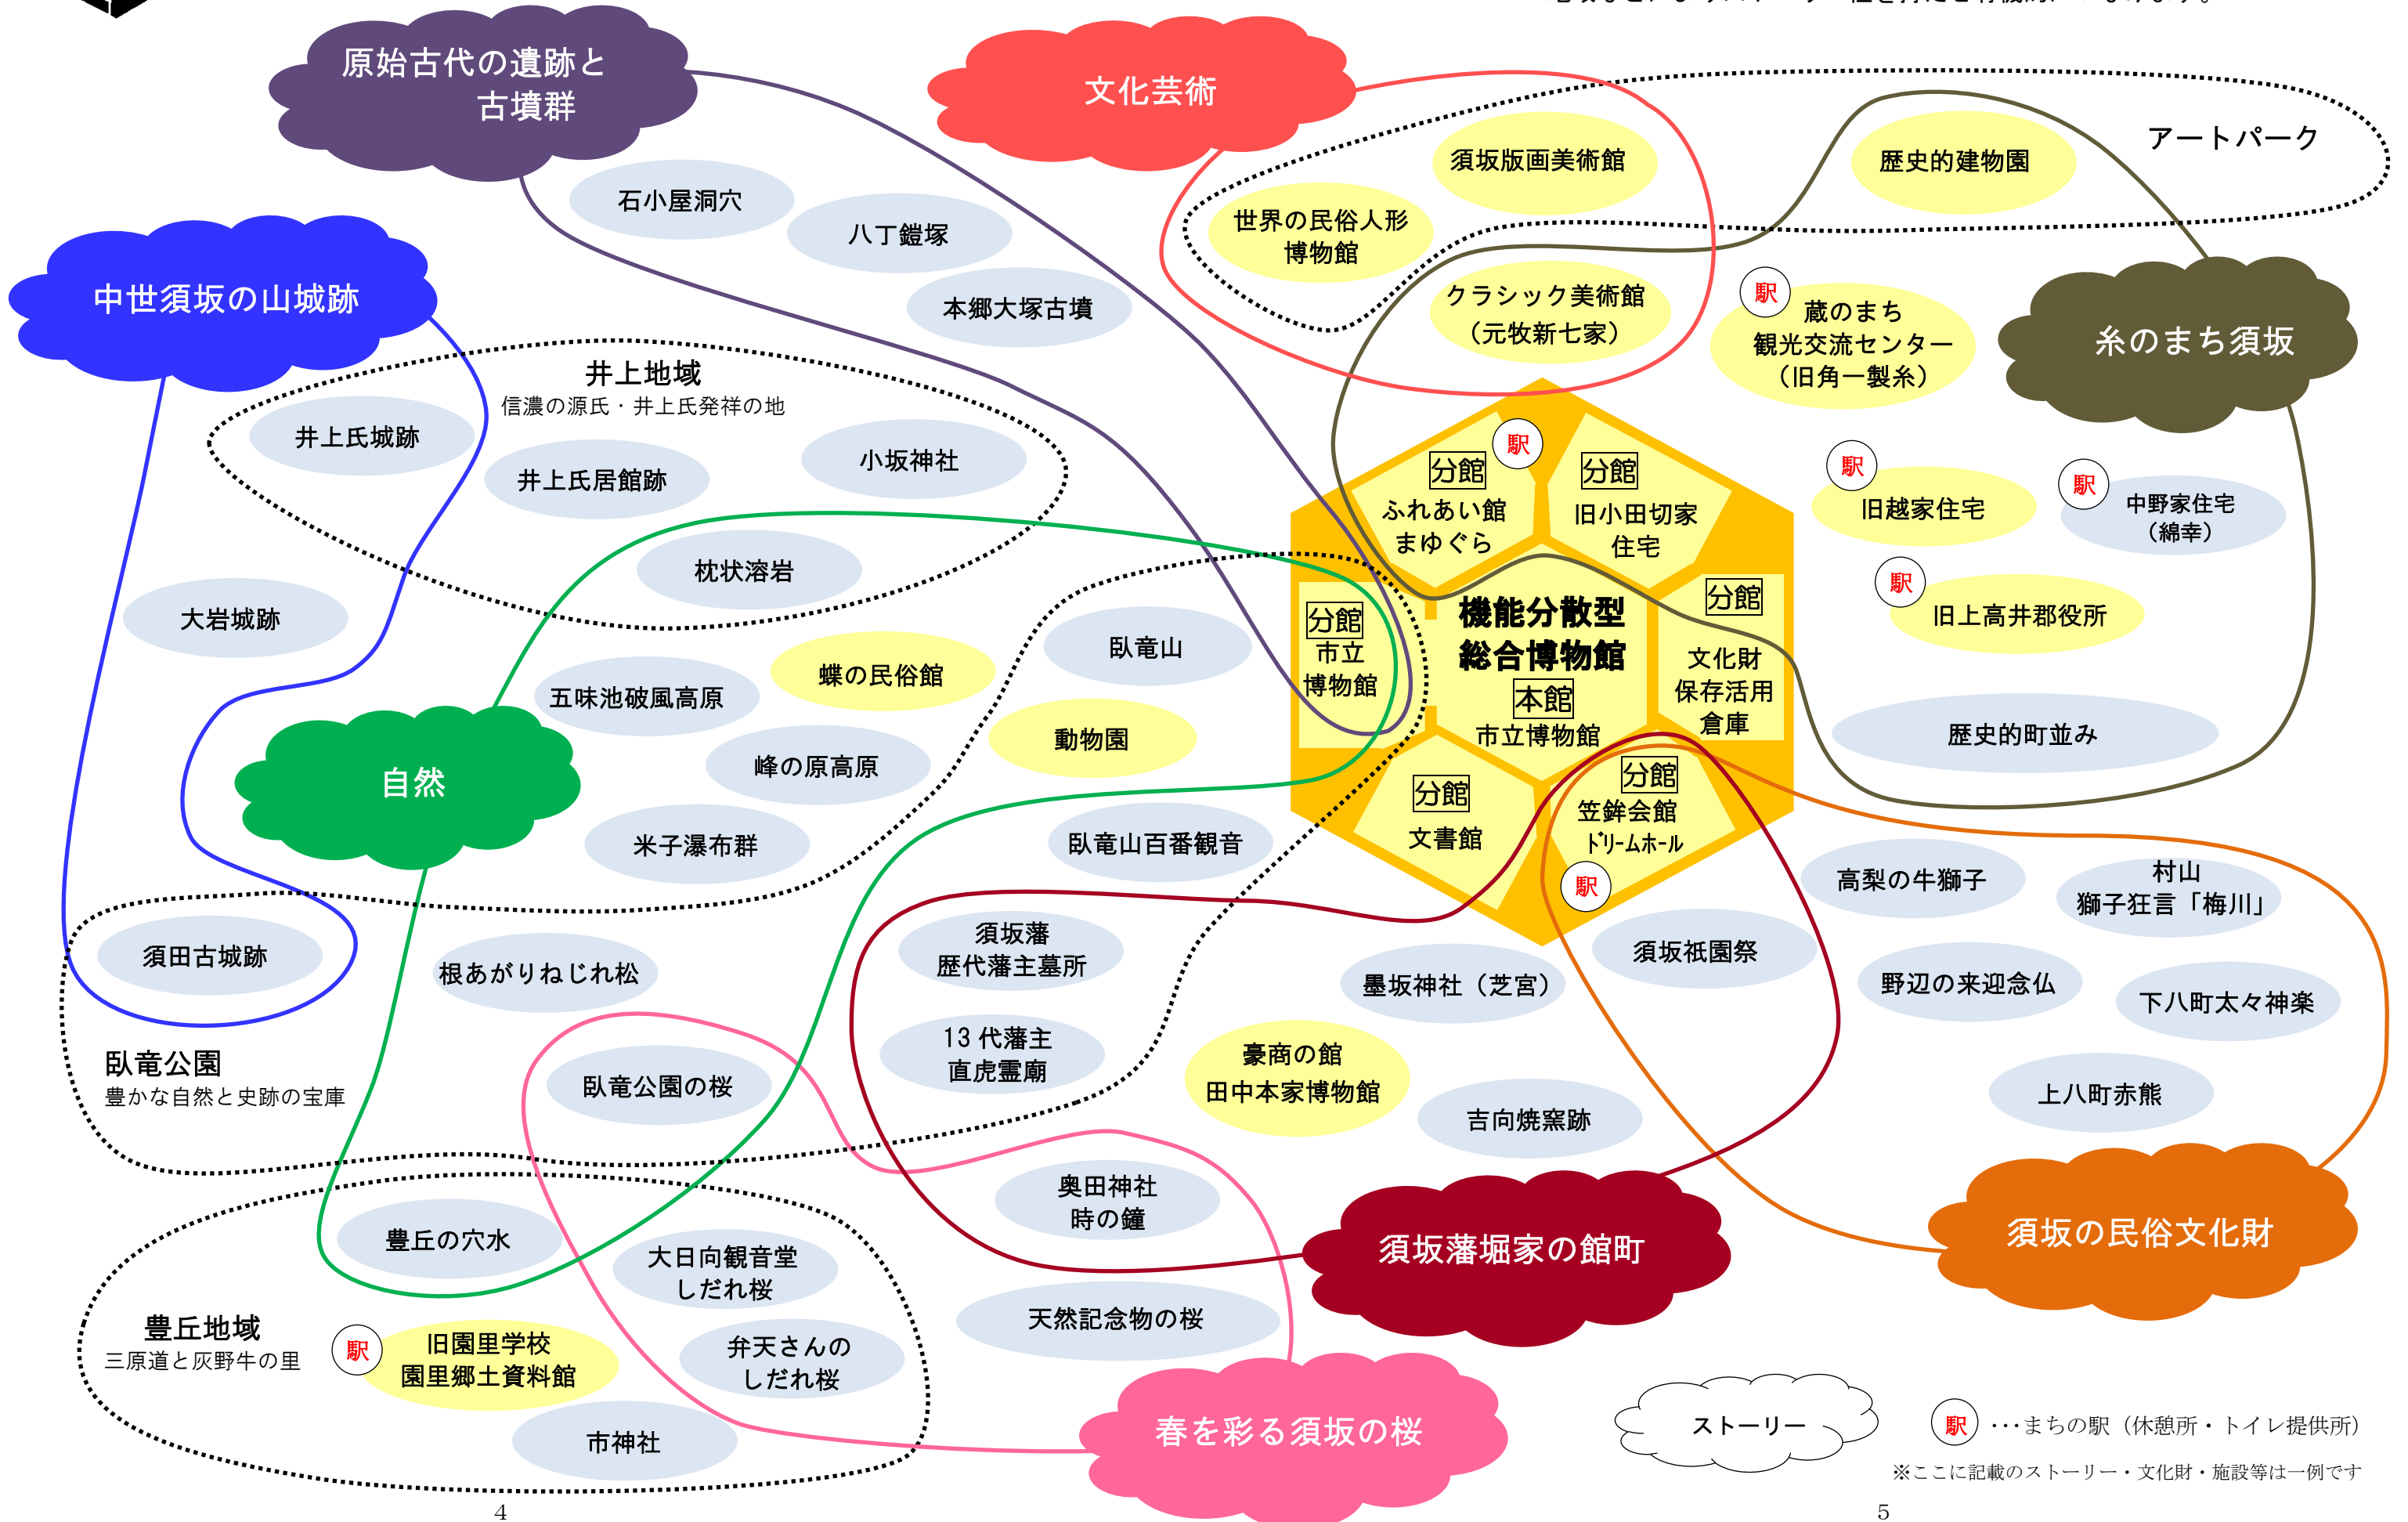 原始古代の遺跡と
古墳群
文化芸術
アートパーク
石小屋洞穴
八丁鎧塚
本郷大塚古墳
須坂版画美術館
世界の民俗人形
博物館
クラシック美術館
（元牧新七家）
歴史的建物園
中世須坂の山城跡
駅
蔵のまち
観光交流センター
（旧角一製糸）
糸のまち須坂
井上地域
信濃の源氏・井上氏発祥の地
井上氏城跡
井上氏居館跡
小坂神社
枕状溶岩
大岩城跡
駅
分館
ふれあい館
まゆぐら
分館
旧小田切家
住宅
駅
旧越家住宅
駅
中野家住宅
（綿幸）
駅
旧上高井郡役所
歴史的町並み
分館
市立
博物館
機能分散型
総合博物館
本館
市立博物館
分館
文化財
保存活用
倉庫
分館
文書館
分館
笠鉾会館
ドリームホール
駅
自然
五味池破風高原
蝶の民俗館
臥竜山
動物園
峰の原高原
米子瀑布群
臥竜山百番観音
須田古城跡
根あがりねじれ松
須坂藩
歴代藩主墓所
13代藩主
直虎霊廟
臥竜公園
豊かな自然と史跡の宝庫
臥竜公園の桜
墨坂神社（芝宮）
須坂祇園祭
豪商の館
田中本家博物館
吉向焼窯跡
高梨の牛獅子
村山
獅子狂言「梅川」
野辺の来迎念仏
下八町太々神楽
上八町赤熊
奥田神社
時の鐘
須坂藩堀家の館町
須坂の民俗文化財
豊丘の穴水
大日向観音堂
しだれ桜
豊丘地域
三原道と灰野牛の里
駅
旧園里学校
園里郷土資料館
弁天さんの
しだれ桜
市神社
天然記念物の桜
春を彩る須坂の桜
ストーリー
駅 …まちの駅（休憩所・トイレ提供所）
※ここに記載のストーリー・文化財・施設等は一例です
4
5